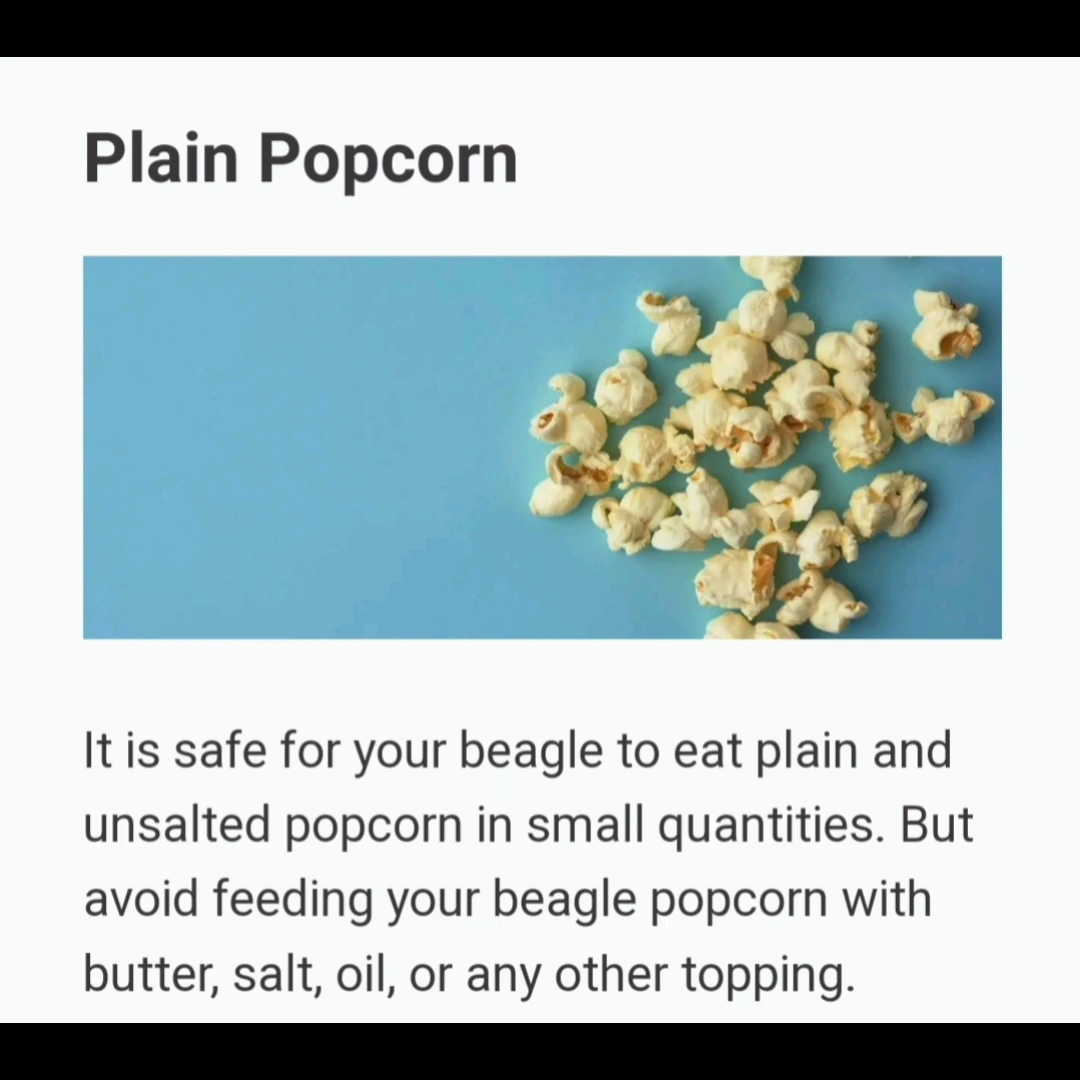 Plain Popcorn
It is safe for your beagle to eat plain and
unsalted popcorn in small quantities. But
avoid feeding your beagle popcorn with
butter, salt, oil, or any other topping.